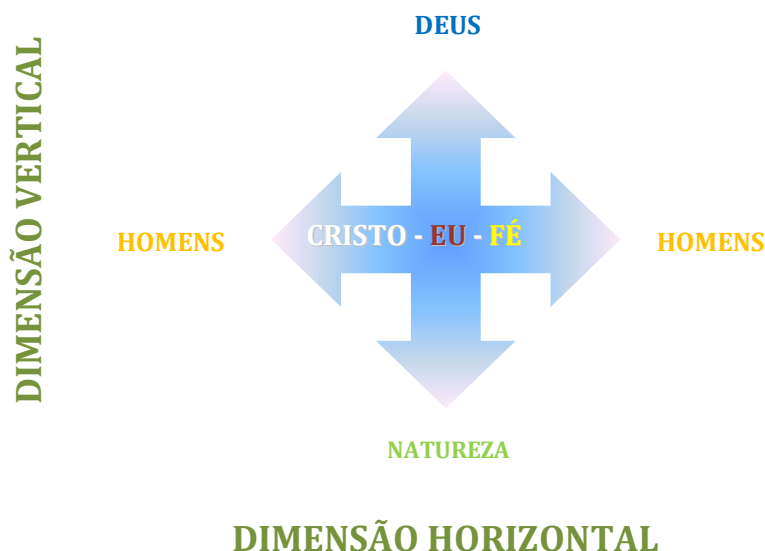 DEUS
DIMENSÃO VERTICAL
HOMENS
CRISTO - EU - FÉ
HOMENS
NATUREZA
DIMENSÃO HORIZONTAL